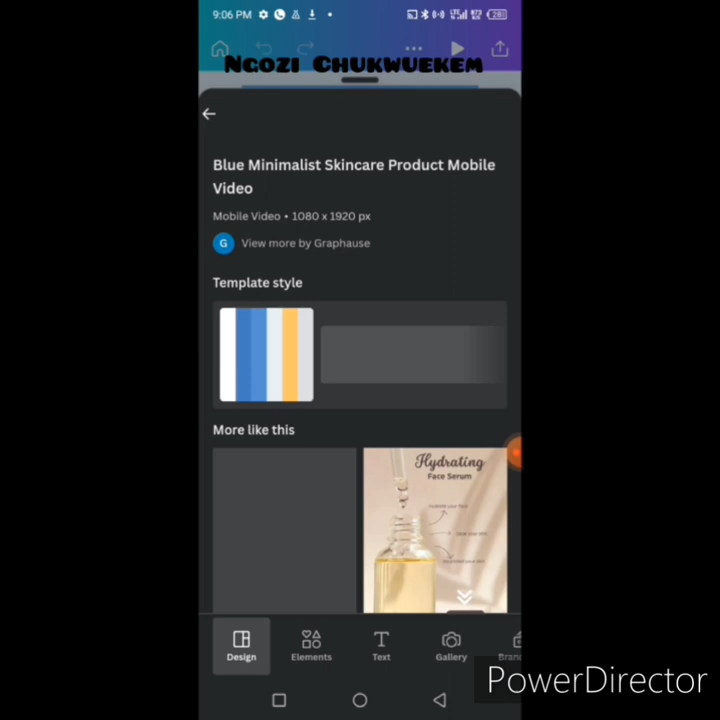 9:06 PM
NGOZI CHUKWUEKEM
Blue Minimalist Skincare Product Mobile
Video
Mobile Video • 1080 x 1920 px
G View more by Graphause
Template style
More like this
Hydrating
Face Serum
Design Elements Text Gallery Bran
PowerDirector